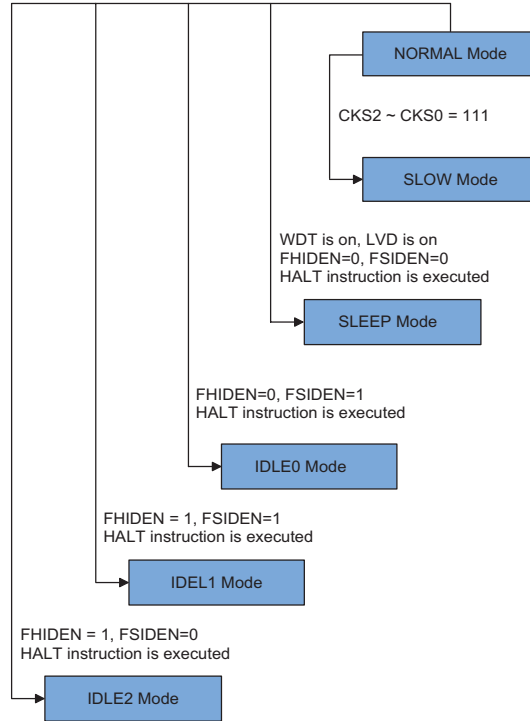 NORMAL Mode
CKS2 ~ CKS0 = 111
SLOW Mode
WDT is on, LVD is on
FHIDEN=0, FSIDEN=0
HALT instruction is executed
SLEEP Mode
FHIDEN=0, FSIDEN=1
HALT instruction is executed
IDLE0 Mode
FHIDEN = 1, FSIDEN=1
HALT instruction is executed
IDEL1 Mode
FHIDEN = 1, FSIDEN=0
HALT instruction is executed
IDLE2 Mode